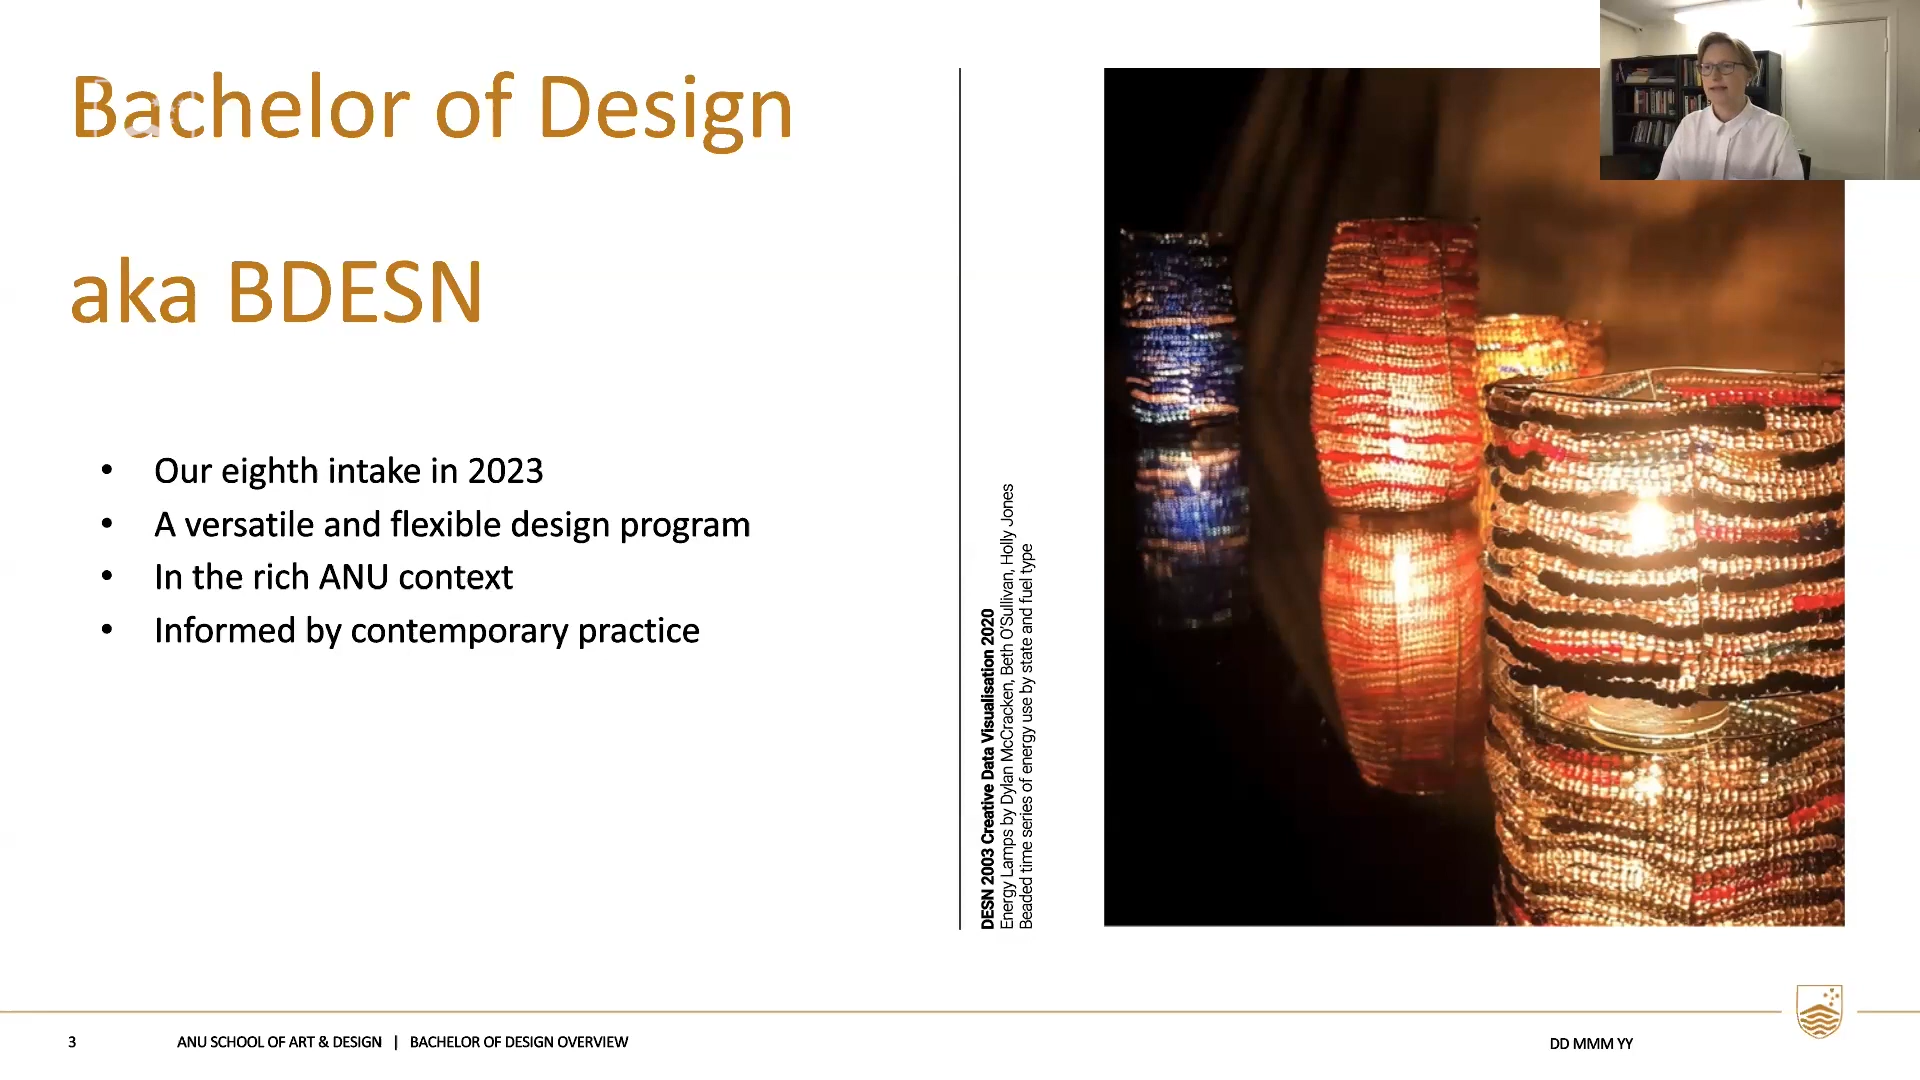 Bachelor of Design
aka BDESN
• Our eighth intake in 2023
• A versatile and flexible design program
• In the rich ANU context
• Informed by contemporary practice
DESN 2003 Creative Data Visualisation 2020
Energy Lamps by Dylan McCracken, Beth O'Sullivan, Holly Jones
Beaded time series of energy use by state and fuel type
3 ANU SCHOOL OF ART & DESIGN | BACHELOR OF DESIGN OVERVIEW DD MMM YY